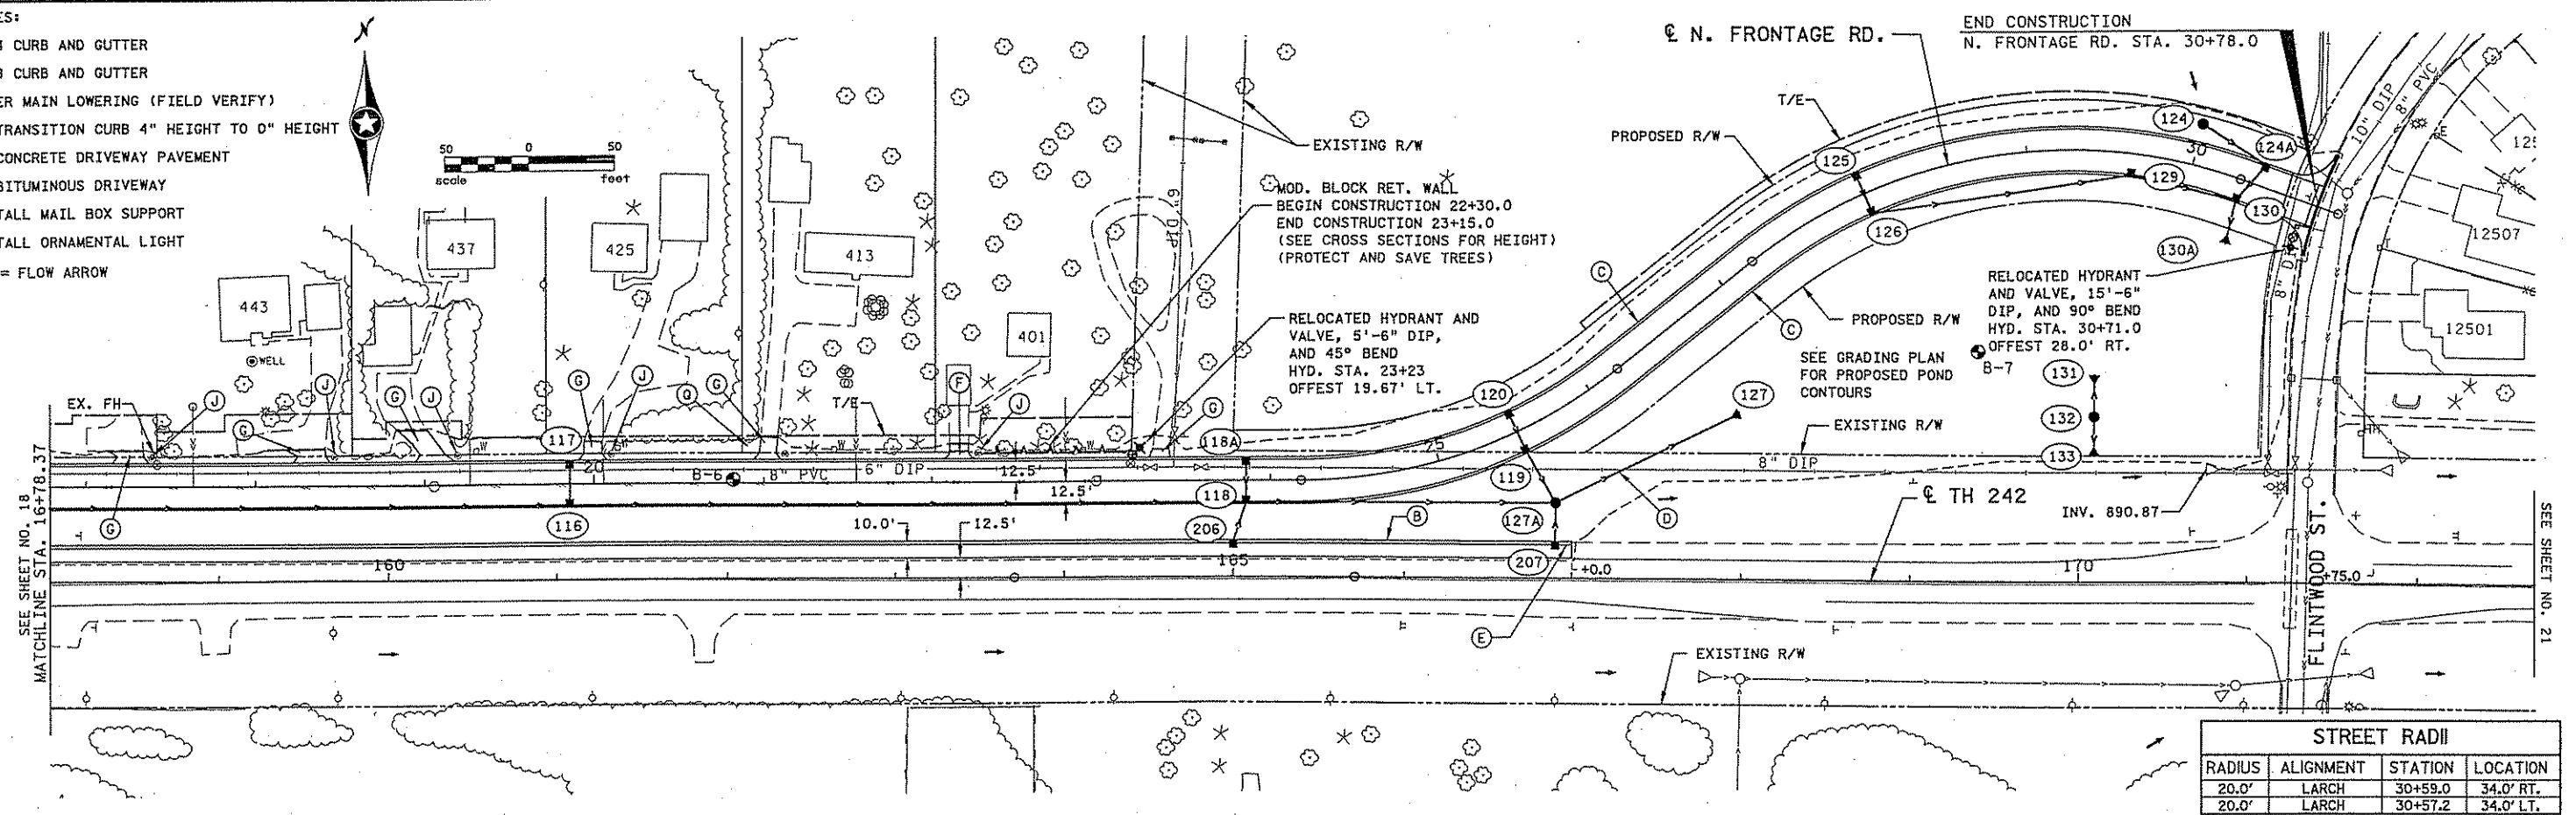 ES:
CURB AND GUTTER
CURB AND GUTTER
ER MAIN LOWERING (FIELD VERIFY)
TRANSITION CURB 4" HEIGHT TO 0" HEIGHT
CONCRETE DRIVEWAY PAVEMENT
BITUMINOUS DRIVEWAY
TALL MAIL BOX SUPPORT
TALL ORNAMENTAL LIGHT
= FLOW ARROW
N
50 0 50
scale feet
443
437
425
413
401
WELL
EX. FH
J
G
J
G
J
G
J
Q
G
T/E
F
J
G
G
EXISTING R/W
6" DIP
MOD. BLOCK RET. WALL
BEGIN CONSTRUCTION 22+30.0
END CONSTRUCTION 23+15.0
(SEE CROSS SECTIONS FOR HEIGHT)
(PROTECT AND SAVE TREES)
RELOCATED HYDRANT AND
VALVE, 5'-6" DIP,
AND 45° BEND
HYD. STA. 23+23
OFFEST 19.67' LT.
℄ N. FRONTAGE RD.
END CONSTRUCTION
N. FRONTAGE RD. STA. 30+78.0
T/E
PROPOSED R/W
124
124A
125
126
129
130
130A
30
10" DIP
8" PVC
8" DIP
12507
12501
C
C
PROPOSED R/W
RELOCATED HYDRANT
AND VALVE, 15'-6"
DIP, AND 90° BEND
HYD. STA. 30+71.0
OFFEST 28.0' RT.
B-7
SEE GRADING PLAN
FOR PROPOSED POND
CONTOURS
EXISTING R/W
131
132
133
120
127
25
119
127A
207
118A
118
206
117
116
20
B-6
8" PVC
6" DIP
12.5'
12.5'
8" DIP
D
℄ TH 242
INV. 890.87
10.0'
12.5'
B
E
160
165
+0.0
170
+75.0
FLINTWOOD ST.
EXISTING R/W
SEE SHEET NO. 18
MATCHLINE STA. 16+78.37
SEE SHEET NO. 21
STREET RADII
RADIUS ALIGNMENT STATION LOCATION
20.0' LARCH 30+59.0 34.0' RT.
20.0' LARCH 30+57.2 34.0' LT.